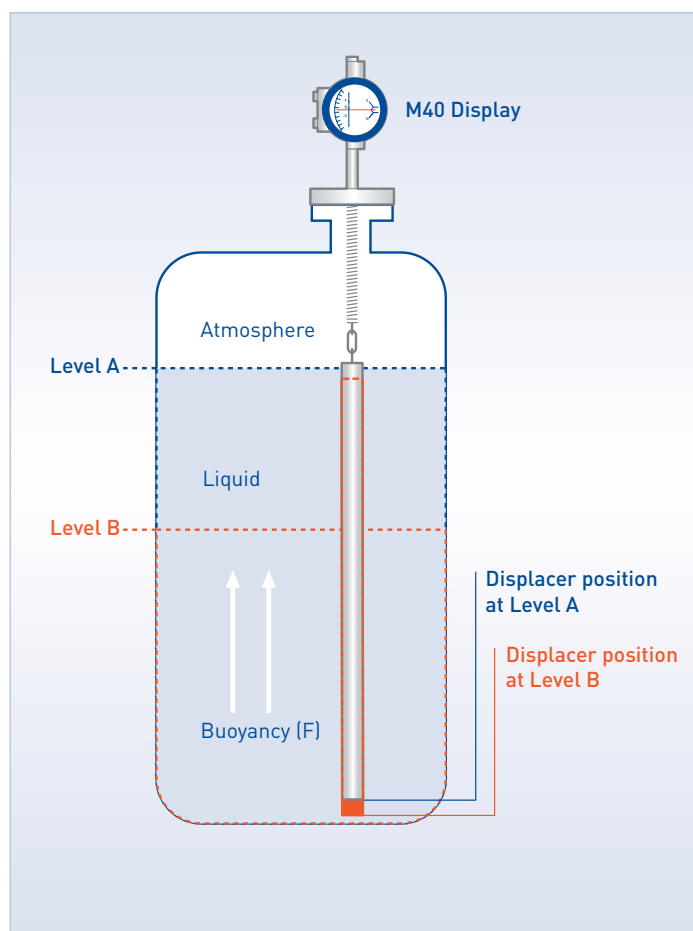 M40 Display
Atmosphere
Level A
Liquid
Level B
Displacer position
at Level A
Displacer position
at Level B
Buoyancy (F)